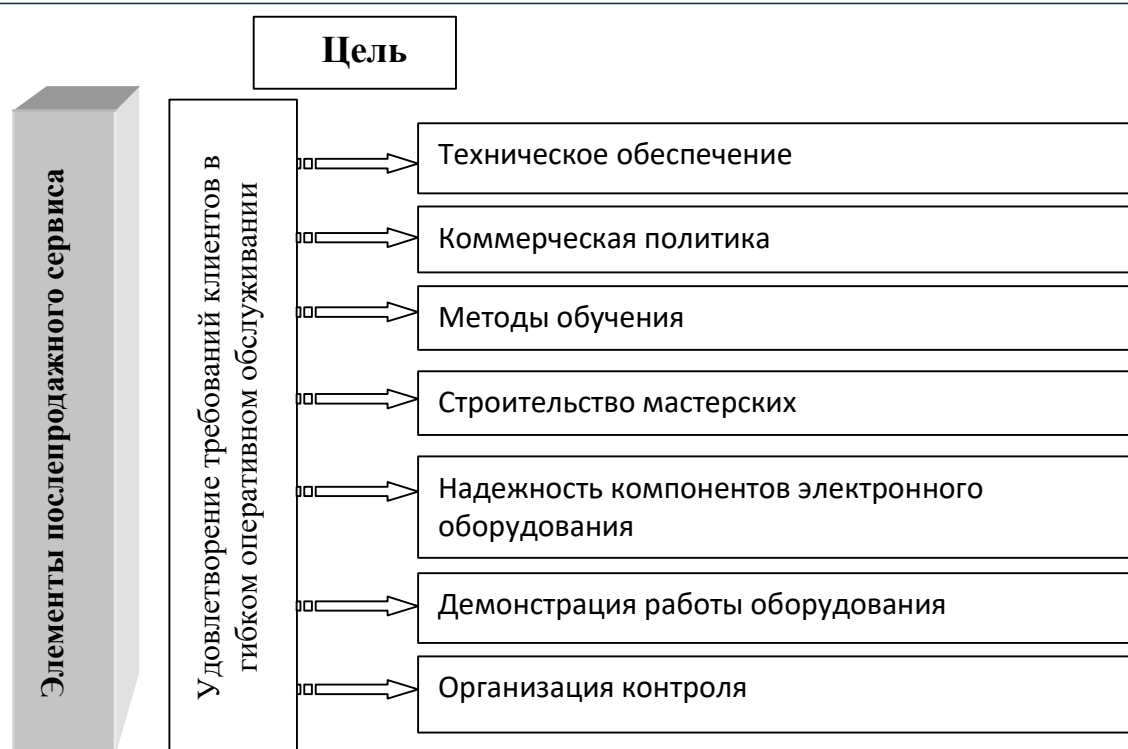 Цель
Элементы послепродажного сервиса
Удовлетворение требований клиентов в
гибком оперативном обслуживании
Техническое обеспечение
Коммерческая политика
Методы обучения
Строительство мастерских
Надежность компонентов электронного
оборудования
Демонстрация работы оборудования
Организация контроля